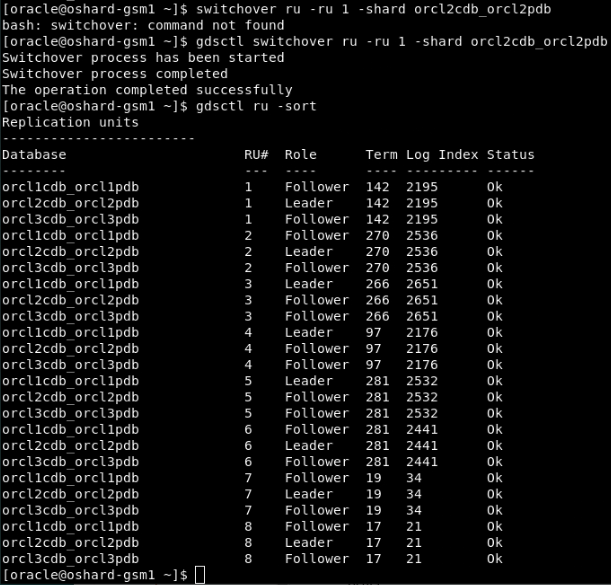 [oracle@oshard-gsm1 ~]$ switchover ru -ru 1 -shard orcl2cdb_orcl2pdb
bash: switchover: command not found
[oracle@oshard-gsm1 ~]$ gdsctl switchover ru -ru 1 -shard orcl2cdb_orcl2pdb
Switchover process has been started
Switchover process completed
The operation completed successfully
[oracle@oshard-gsm1 ~]$ gdsctl ru -sort
Replication units
------------------------
Database                      RU#  Role      Term Log Index Status
--------                      ---  ----      ---- --------- ------
orcl1cdb_orcl1pdb             1    Follower  142  2195      Ok
orcl2cdb_orcl2pdb             1    Leader    142  2195      Ok
orcl3cdb_orcl3pdb             1    Follower  142  2195      Ok
orcl1cdb_orcl1pdb             2    Follower  270  2536      Ok
orcl2cdb_orcl2pdb             2    Leader    270  2536      Ok
orcl3cdb_orcl3pdb             2    Follower  270  2536      Ok
orcl1cdb_orcl1pdb             3    Leader    266  2651      Ok
orcl2cdb_orcl2pdb             3    Follower  266  2651      Ok
orcl3cdb_orcl3pdb             3    Follower  266  2651      Ok
orcl1cdb_orcl1pdb             4    Leader    97   2176      Ok
orcl2cdb_orcl2pdb             4    Follower  97   2176      Ok
orcl3cdb_orcl3pdb             4    Follower  97   2176      Ok
orcl1cdb_orcl1pdb             5    Leader    281  2532      Ok
orcl2cdb_orcl2pdb             5    Follower  281  2532      Ok
orcl3cdb_orcl3pdb             5    Follower  281  2532      Ok
orcl1cdb_orcl1pdb             6    Follower  281  2441      Ok
orcl2cdb_orcl2pdb             6    Leader    281  2441      Ok
orcl3cdb_orcl3pdb             6    Follower  281  2441      Ok
orcl1cdb_orcl1pdb             7    Follower  19   34        Ok
orcl2cdb_orcl2pdb             7    Leader    19   34        Ok
orcl3cdb_orcl3pdb             7    Follower  19   34        Ok
orcl1cdb_orcl1pdb             8    Follower  17   21        Ok
orcl2cdb_orcl2pdb             8    Leader    17   21        Ok
orcl3cdb_orcl3pdb             8    Follower  17   21        Ok
[oracle@oshard-gsm1 ~]$